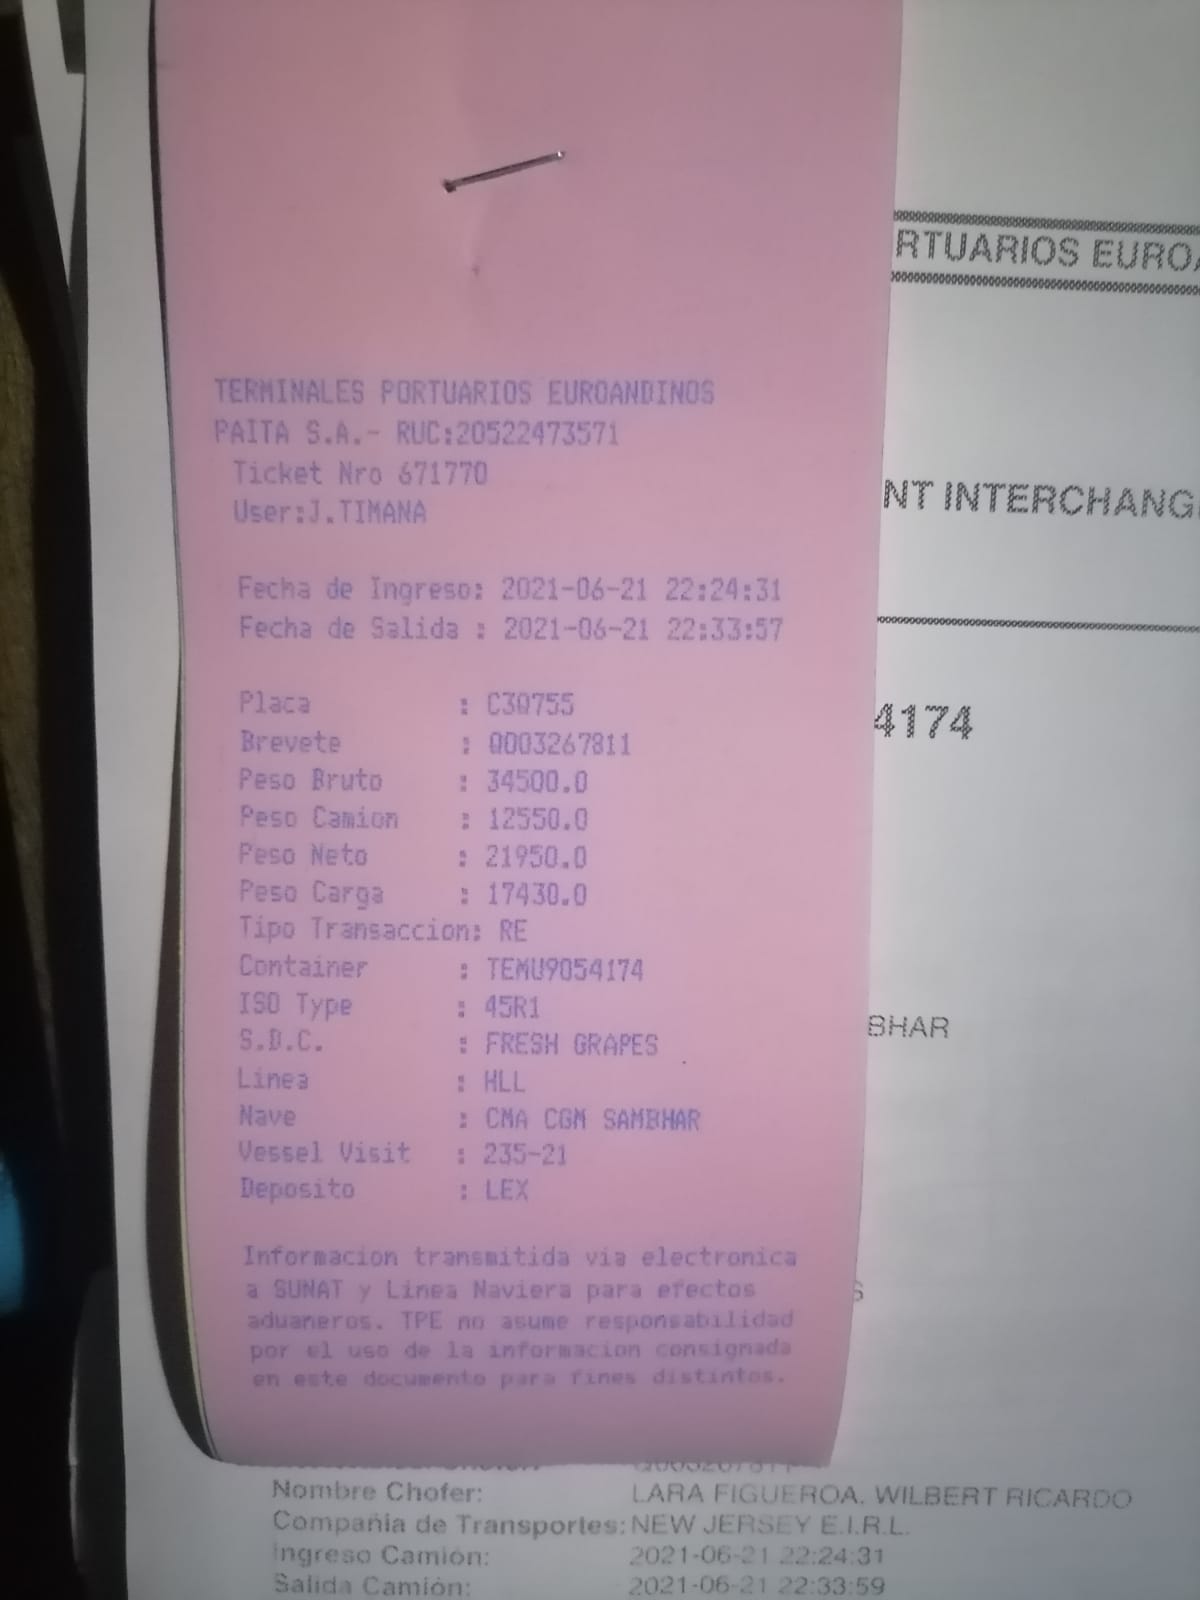 TERMINALES PORTUARIOS EUROANDINOS
PAITA S.A.- RUC:20522473571
Ticket Nro 671770
User:J.TIMANA
Fecha de Ingreso: 2021-06-21 22:24:31
Fecha de Salida : 2021-06-21 22:33:57
Placa : C3Q755
Brevete : Q003267811
Peso Bruto : 34500.0
Peso Camion : 12550.0
Peso Neto : 21950.0
Peso Carga : 17430.0
Tipo Transaccion: RE
Container : TEMU9054174
ISO Type : 45R1
S.D.C. : FRESH GRAPES
Linea : HLL
Nave : CMA CGM SAMBHAR
Vessel Visit : 235-21
Deposito : LEX
Informacion transmitida via electronica
a SUNAT y Linea Naviera para efectos
aduaneros. TPE no asume responsabilidad
por el uso de la informacion consignada
en este documento para fines distintos.
RTUARIOS EURO
NT INTERCHANG
4174
BHAR
S
Nombre Chofer: LARA FIGUEROA, WILBERT RICARDO
Compañia de Transportes: NEW JERSEY E.I.R.L.
Ingreso Camión: 2021-06-21 22:24:31
Salida Camión: 2021-06-21 22:33:59